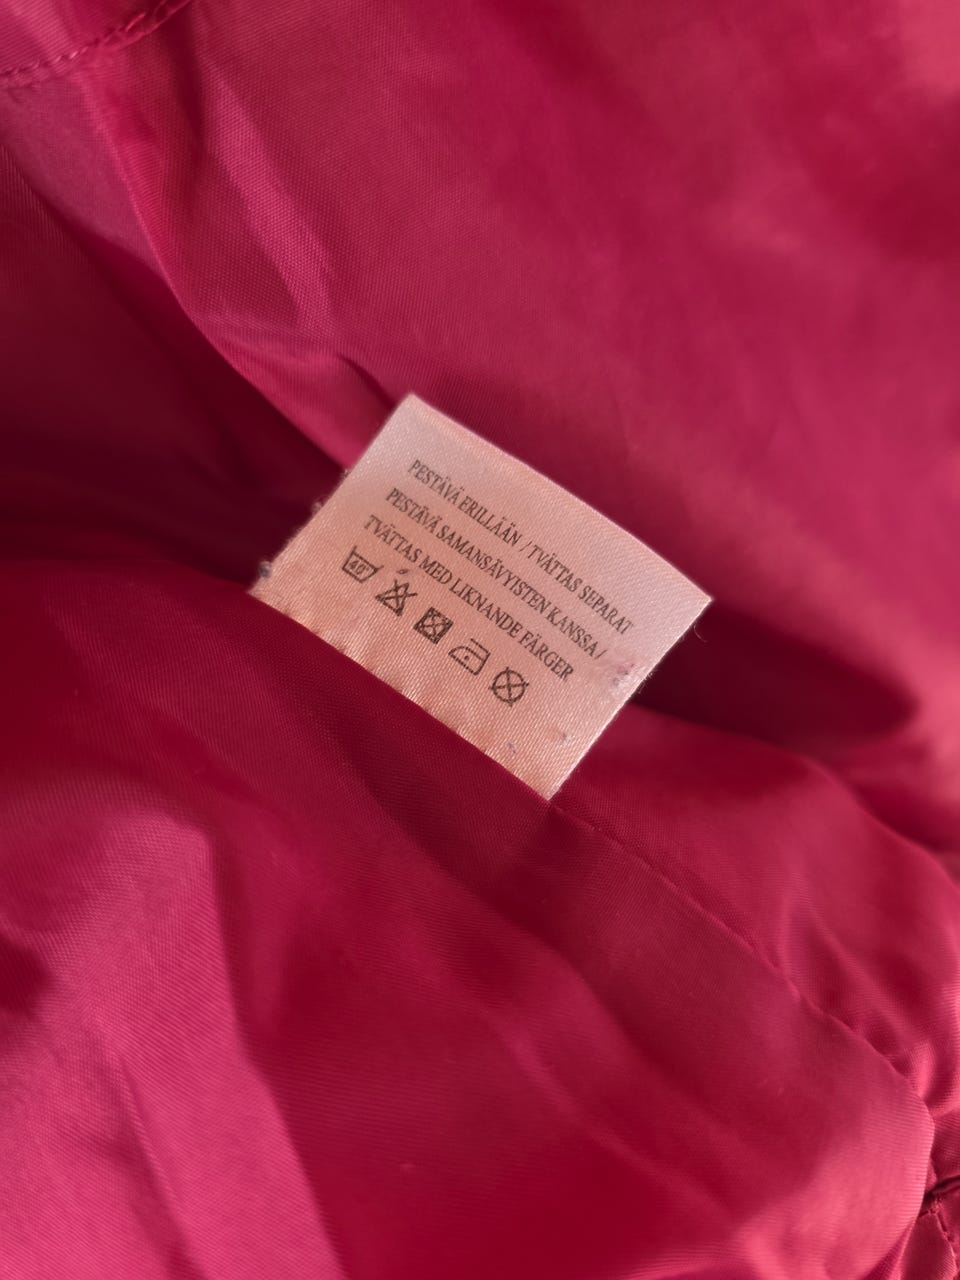 PESTÄVÄ ERILLÄÄN / TVÄTTAS SEPARAT
PESTÄVÄ SAMANSÄVYISTEN KANSSA /
TVÄTTAS MED LIKNANDE FÄRGER
40°